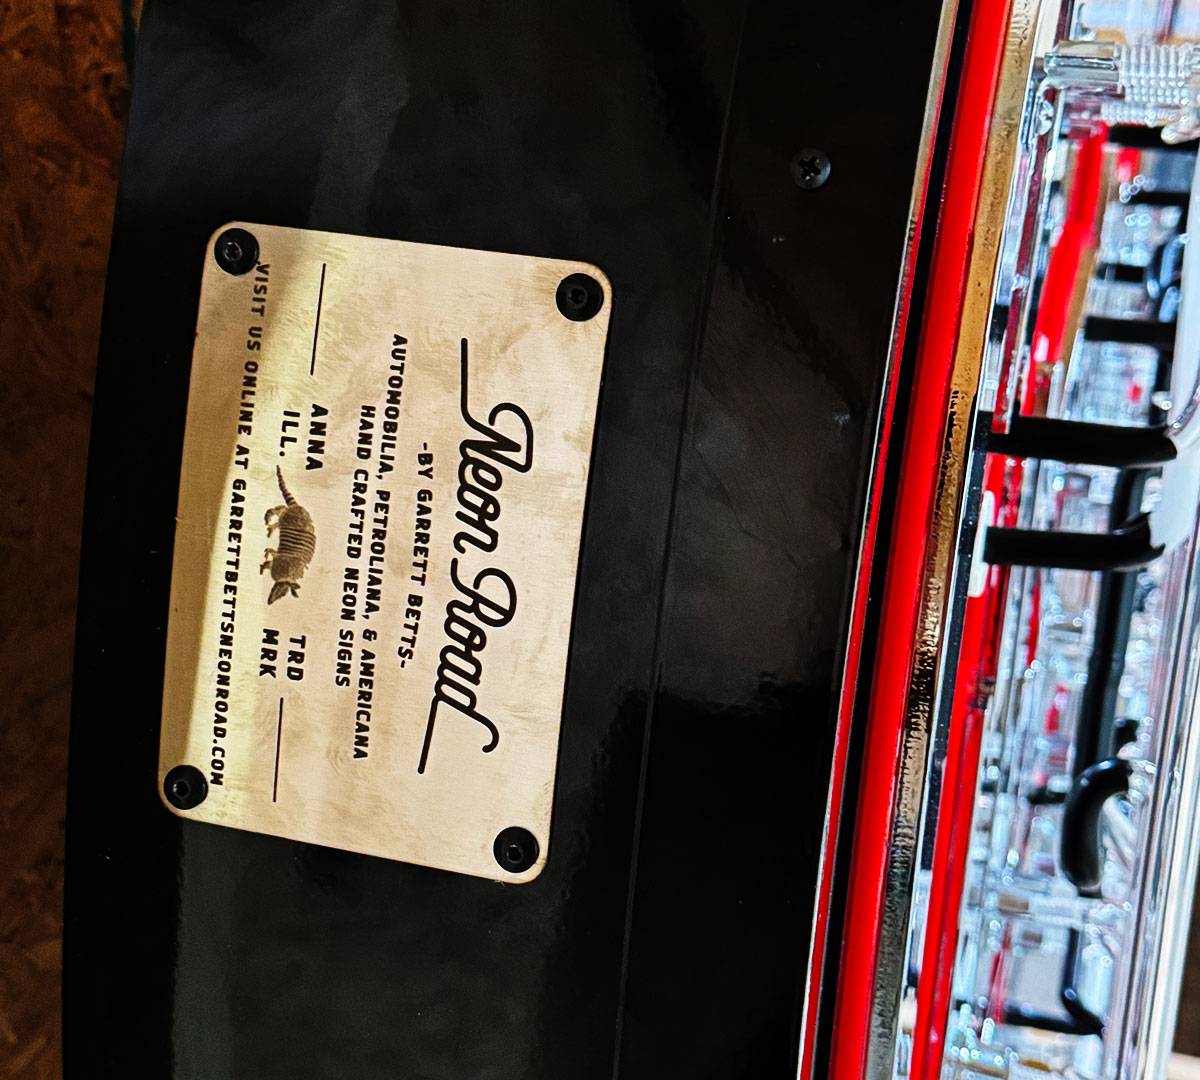 Neon Road
-BY GARRETT BETTS-
AUTOMOBILIA, PETROLIANA, & AMERICANA
HAND CRAFTED NEON SIGNS
ANNA TRD
ILL. MRK
VISIT US ONLINE AT GARRETTBETTSNEONROAD.COM